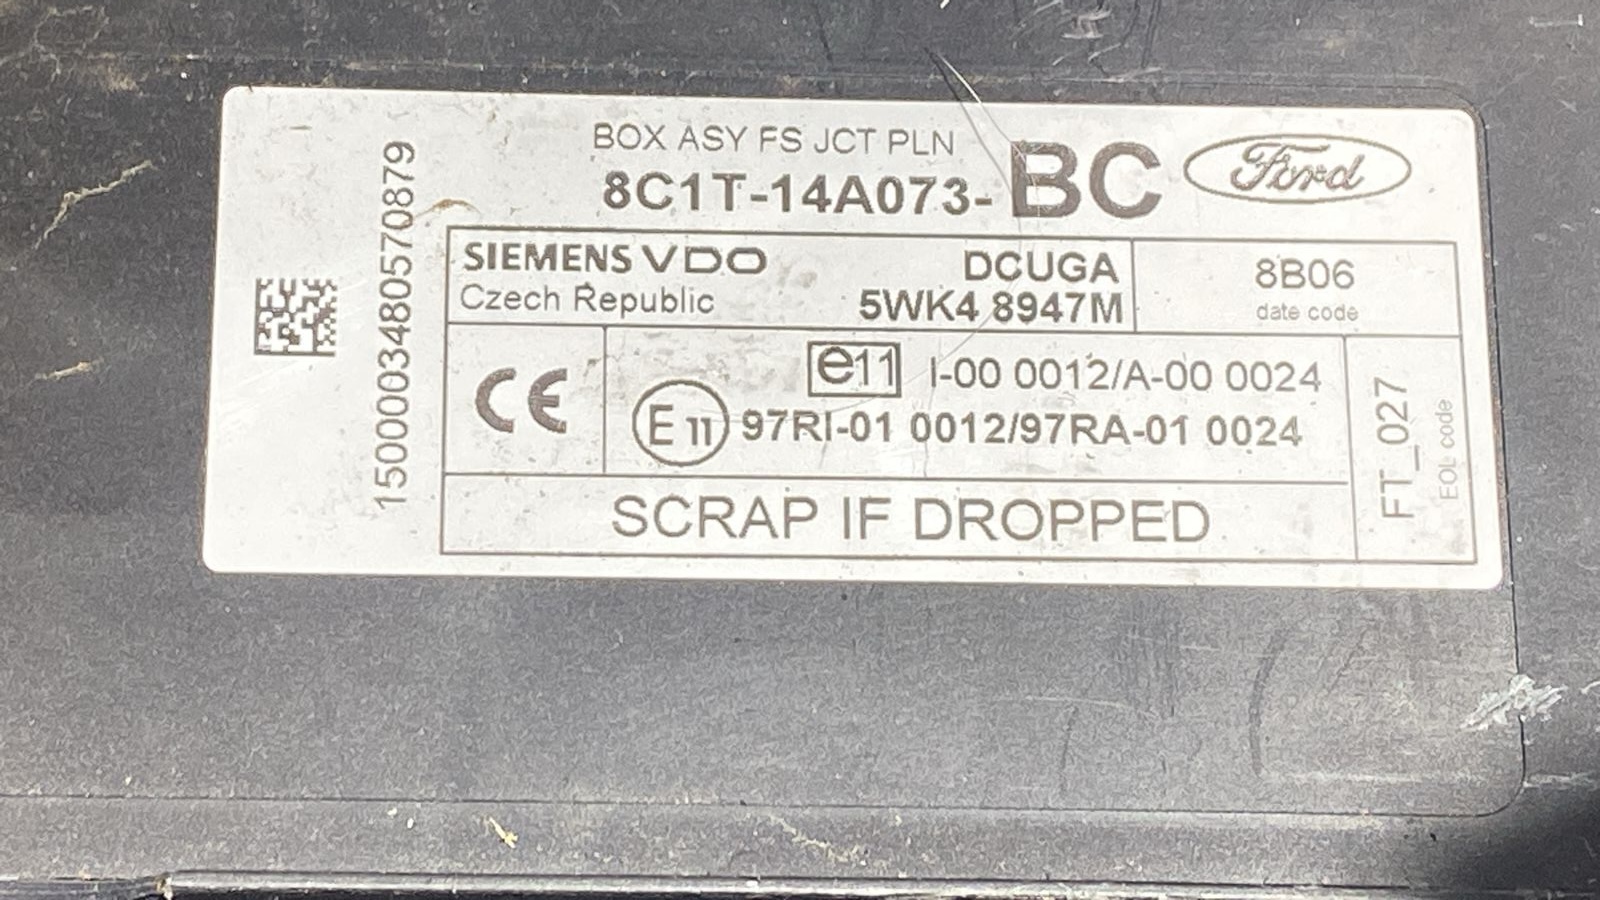 BOX ASY FS JCT PLN
8C1T-14A073-BC
Ford
SIEMENS VDO
Czech Republic
DCUGA
5WK4 8947M
8B06
date code
CE
e11 I-00 0012/A-00 0024
E11 97RI-01 0012/97RA-01 0024
SCRAP IF DROPPED
FT_027
EOL code
1500003480570879